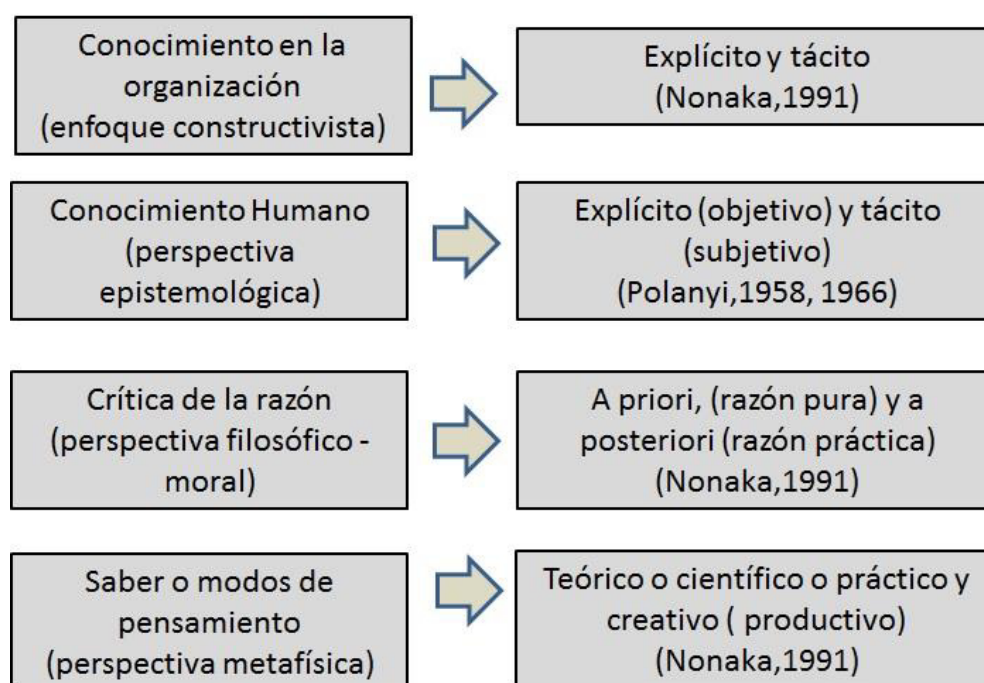 Conocimiento en la
organización
(enfoque constructivista)
Explícito y tácito
(Nonaka,1991)
Conocimiento Humano
(perspectiva
epistemológica)
Explícito (objetivo) y tácito
(subjetivo)
(Polanyi,1958, 1966)
Crítica de la razón
(perspectiva filosófico -
moral)
A priori, (razón pura) y a
posteriori (razón práctica)
(Nonaka,1991)
Saber o modos de
pensamiento
(perspectiva metafísica)
Teórico o científico o práctico y
creativo ( productivo)
(Nonaka,1991)